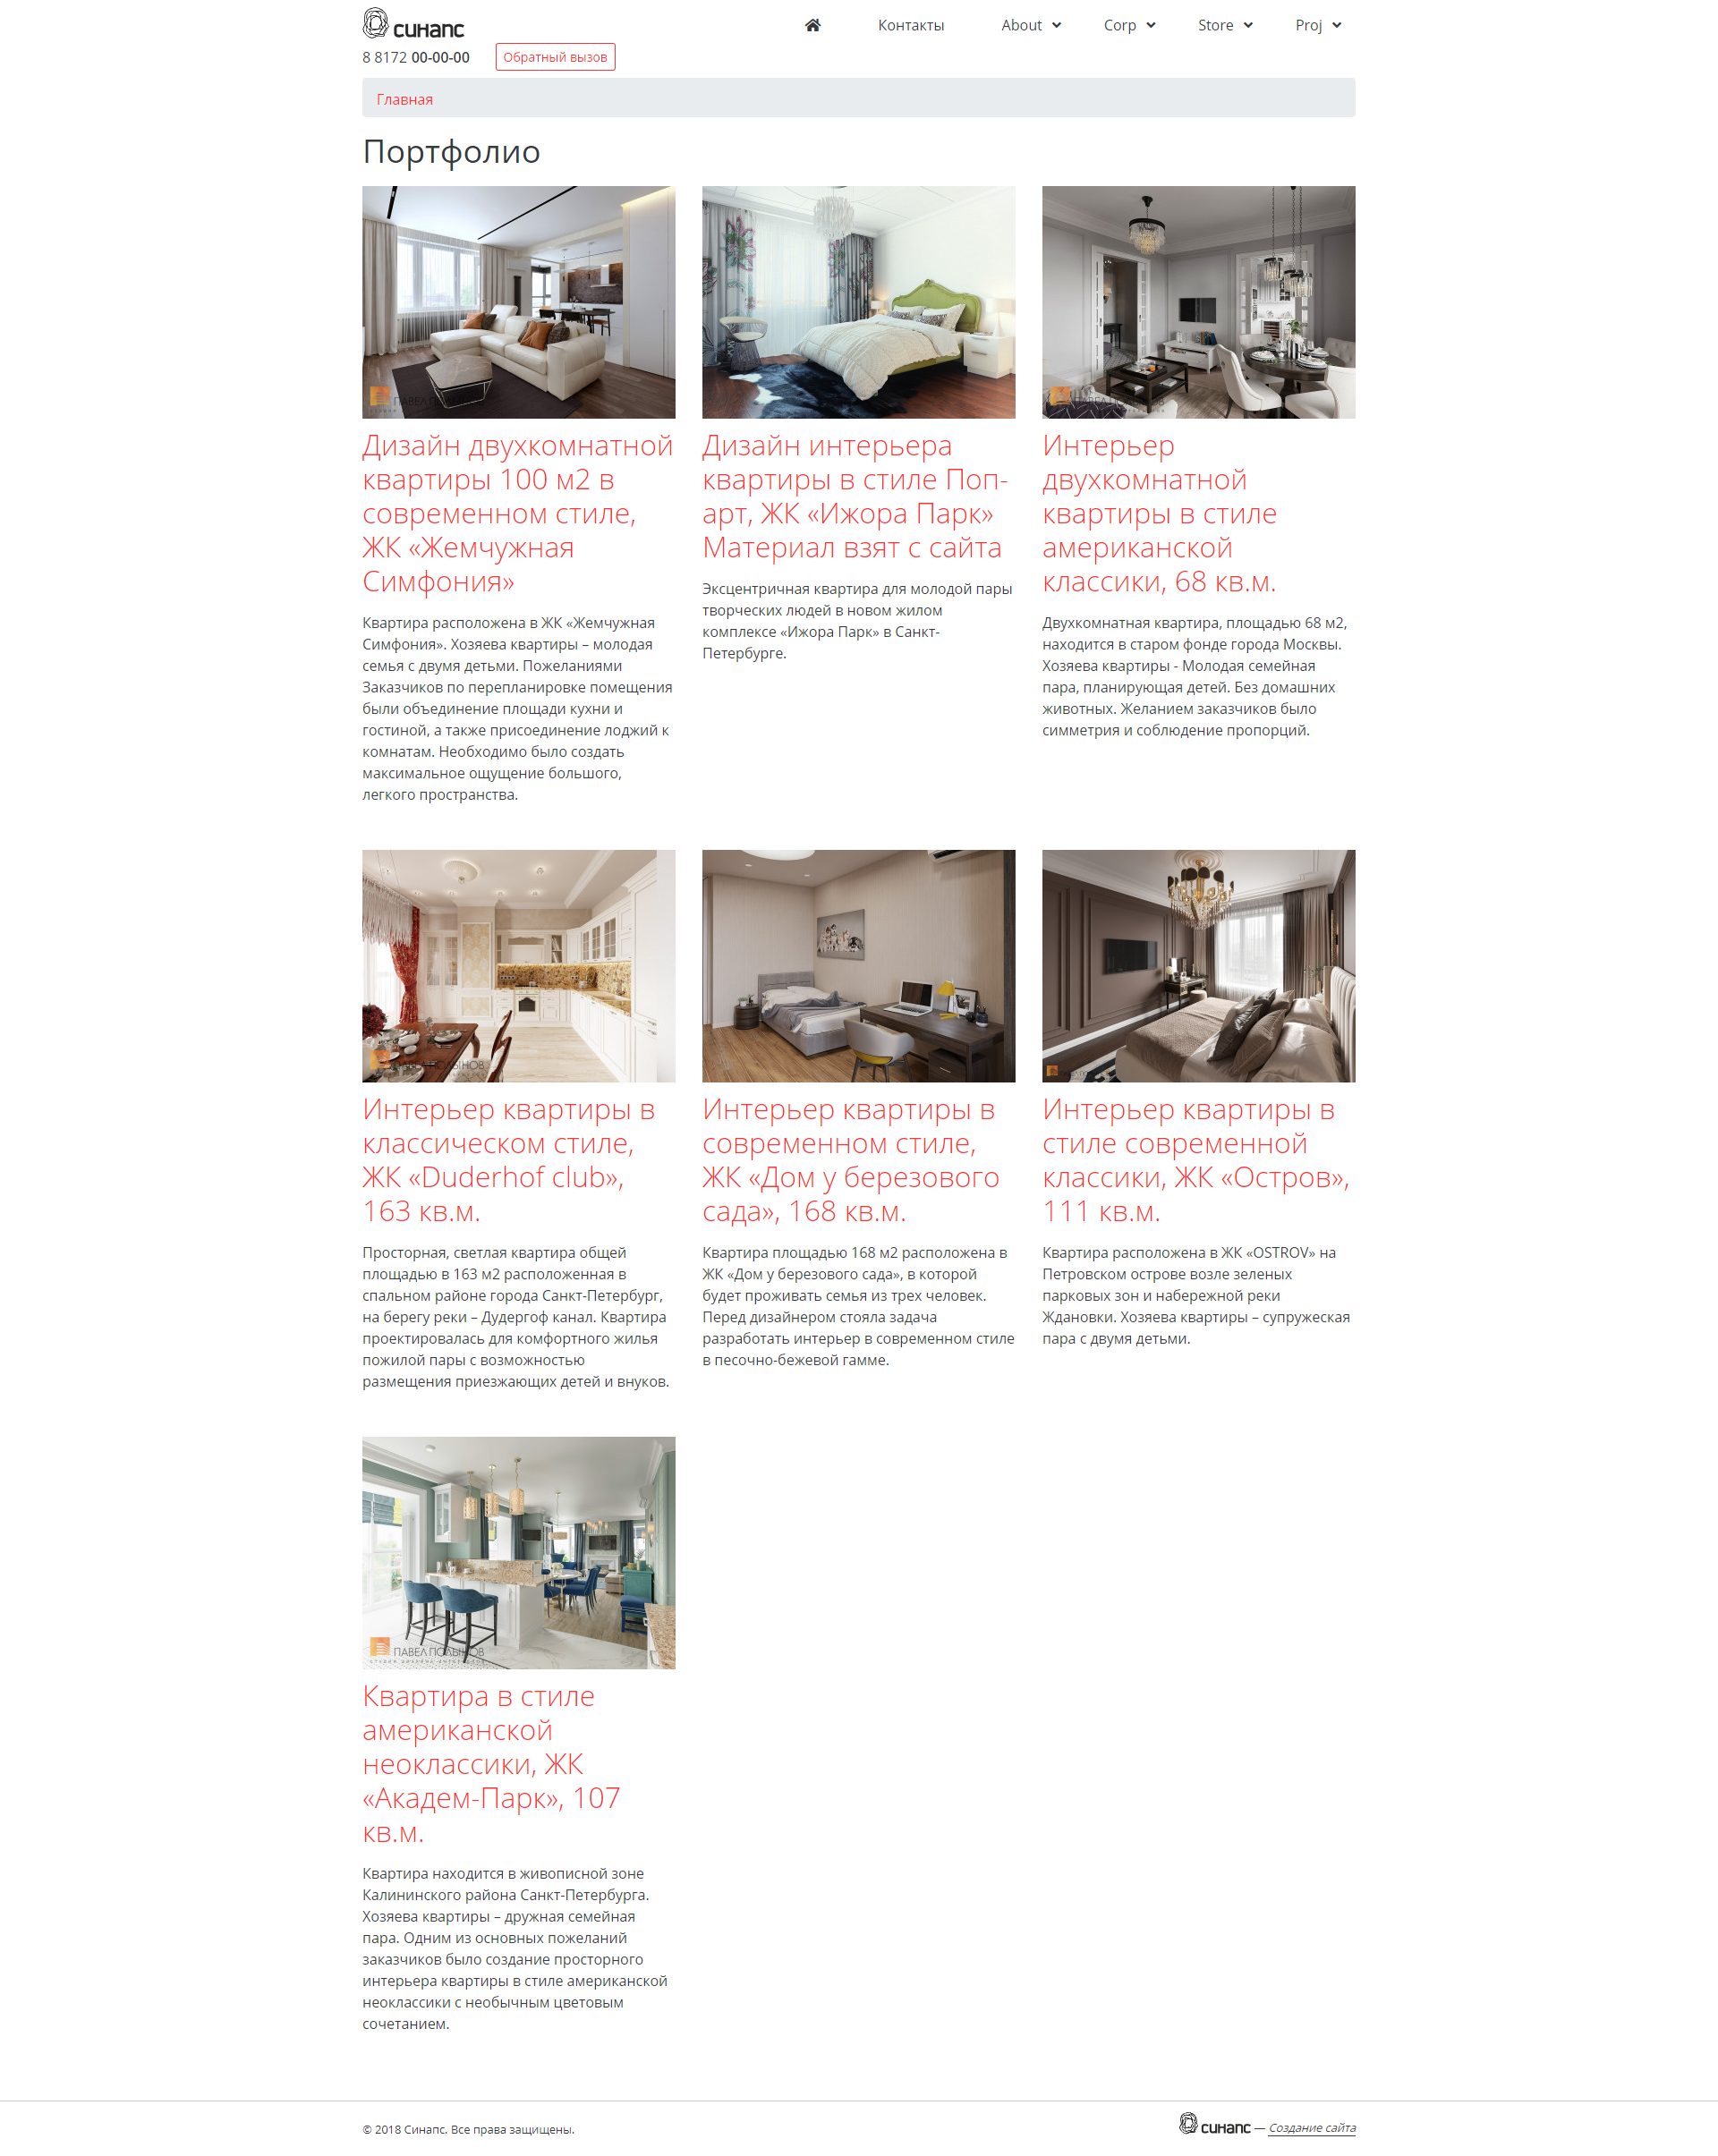 синапс
Контакты About Corp Store Proj
8 8172 00-00-00 Обратный вызов
Главная
Портфолио
Дизайн двухкомнатной
квартиры 100 м2 в
современном стиле,
ЖК «Жемчужная
Симфония»
Квартира расположена в ЖК «Жемчужная
Симфония». Хозяева квартиры – молодая
семья с двумя детьми. Пожеланиями
Заказчиков по перепланировке помещения
были объединение площади кухни и
гостиной, а также присоединение лоджий к
комнатам. Необходимо было создать
максимальное ощущение большого,
легкого пространства.
Дизайн интерьера
квартиры в стиле Поп-
арт, ЖК «Ижора Парк»
Материал взят с сайта
Эксцентричная квартира для молодой пары
творческих людей в новом жилом
комплексе «Ижора Парк» в Санкт-
Петербурге.
Интерьер
двухкомнатной
квартиры в стиле
американской
классики, 68 кв.м.
Двухкомнатная квартира, площадью 68 м2,
находится в старом фонде города Москвы.
Хозяева квартиры - Молодая семейная
пара, планирующая детей. Без домашних
животных. Желанием заказчиков было
симметрия и соблюдение пропорций.
Интерьер квартиры в
классическом стиле,
ЖК «Duderhof club»,
163 кв.м.
Просторная, светлая квартира общей
площадью в 163 м2 расположенная в
спальном районе города Санкт-Петербург,
на берегу реки – Дудергоф канал. Квартира
проектировалась для комфортного жилья
пожилой пары с возможностью
размещения приезжающих детей и внуков.
Интерьер квартиры в
современном стиле,
ЖК «Дом у березового
сада», 168 кв.м.
Квартира площадью 168 м2 расположена в
ЖК «Дом у березового сада», в которой
будет проживать семья из трех человек.
Перед дизайнером стояла задача
разработать интерьер в современном стиле
в песочно-бежевой гамме.
Интерьер квартиры в
стиле современной
классики, ЖК «Остров»,
111 кв.м.
Квартира расположена в ЖК «OSTROV» на
Петровском острове возле зеленых
парковых зон и набережной реки
Ждановки. Хозяева квартиры – супружеская
пара с двумя детьми.
ПАВЕЛ ПОЛЫНОВ
Квартира в стиле
американской
неоклассики, ЖК
«Академ-Парк», 107
кв.м.
Квартира находится в живописной зоне
Калининского района Санкт-Петербурга.
Хозяева квартиры – дружная семейная
пара. Одним из основных пожеланий
заказчиков было создание просторного
интерьера квартиры в стиле американской
неоклассики с необычным цветовым
сочетанием.
© 2018 Синапс. Все права защищены.
синапс — Создание сайта